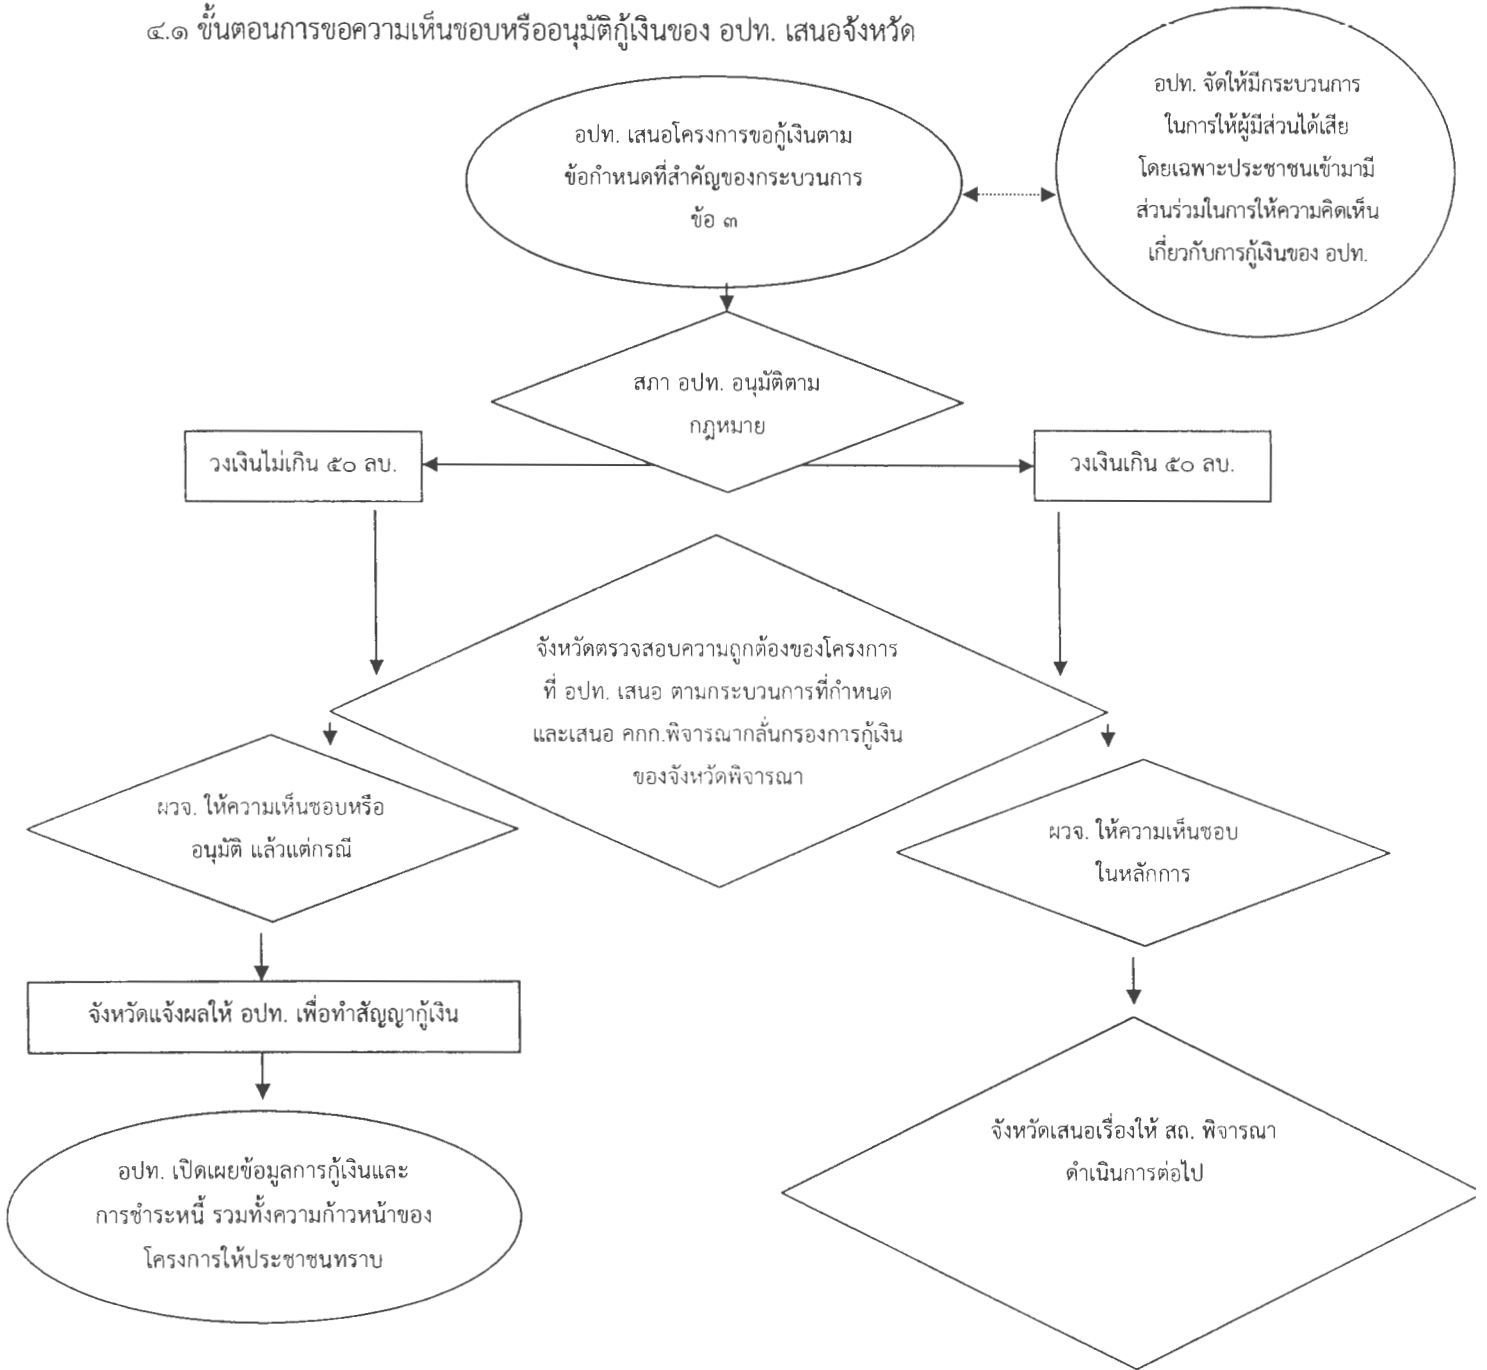 ๔.๑ ขั้นตอนการขอความเห็นชอบหรืออนุมัติกู้เงินของ อปท. เสนอจังหวัด
อปท. เสนอโครงการขอกู้เงินตาม
ข้อกำหนดที่สำคัญของกระบวนการ
ข้อ ๓
อปท. จัดให้มีกระบวนการ
ในการให้ผู้มีส่วนได้เสีย
โดยเฉพาะประชาชนเข้ามามี
ส่วนร่วมในการให้ความคิดเห็น
เกี่ยวกับการกู้เงินของ อปท.
สภา อปท. อนุมัติตาม
กฎหมาย
วงเงินไม่เกิน ๕๐ ลบ.
วงเงินเกิน ๕๐ ลบ.
จังหวัดตรวจสอบความถูกต้องของโครงการ
ที่ อปท. เสนอ ตามกระบวนการที่กำหนด
และเสนอ คกก.พิจารณากลั่นกรองการกู้เงิน
ของจังหวัดพิจารณา
ผวจ. ให้ความเห็นชอบหรือ
อนุมัติ แล้วแต่กรณี
ผวจ. ให้ความเห็นชอบ
ในหลักการ
จังหวัดแจ้งผลให้ อปท. เพื่อทำสัญญากู้เงิน
จังหวัดเสนอเรื่องให้ สถ. พิจารณา
ดำเนินการต่อไป
อปท. เปิดเผยข้อมูลการกู้เงินและ
การชำระหนี้ รวมทั้งความก้าวหน้าของ
โครงการให้ประชาชนทราบ